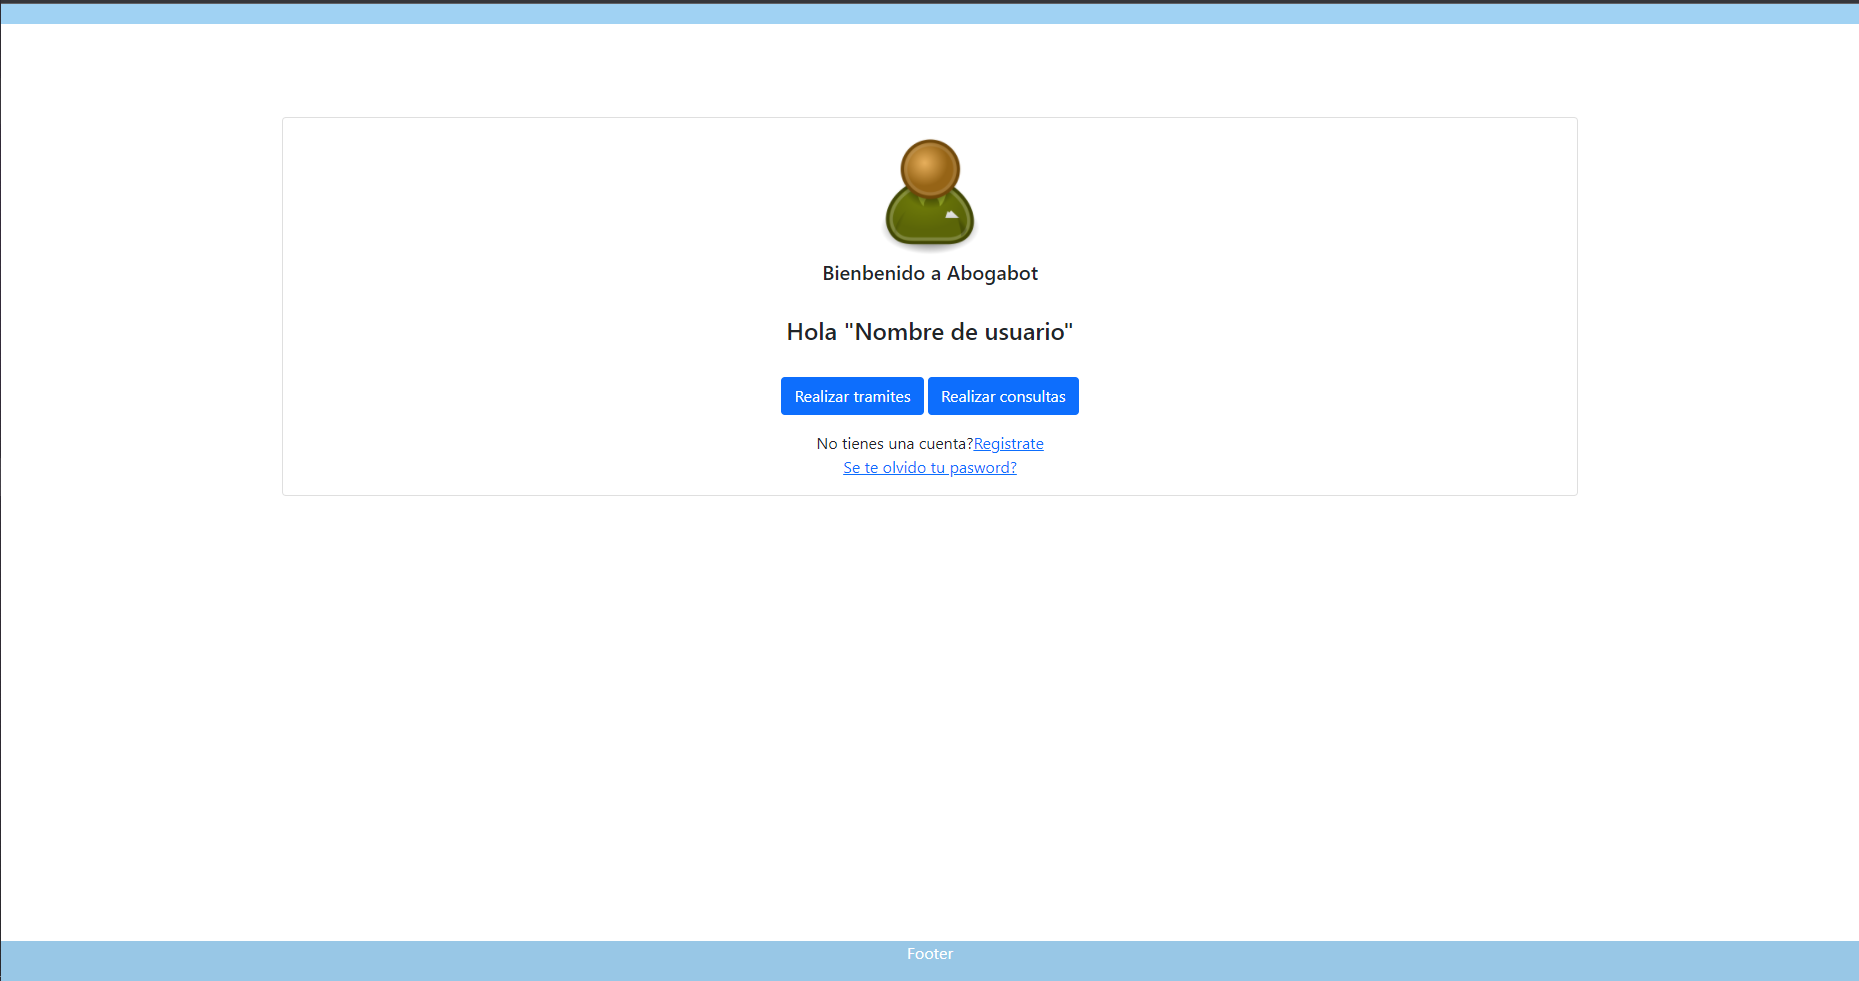 Bienbenido a Abogabot
Hola "Nombre de usuario"
Realizar tramites Realizar consultas
No tienes una cuenta?Registrate
Se te olvido tu pasword?
Footer